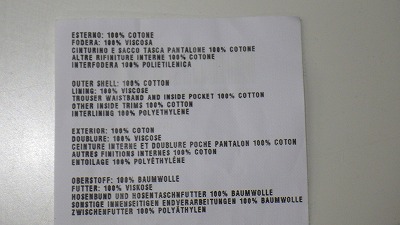 ESTERNO: 100% COTONE
FODERA: 100% VISCOSA
CINTURINO E SACCO TASCA PANTALONE 100% COTONE
ALTRE RIFINITURE INTERNE 100% COTONE
INTERFODERA 100% POLIETILENICA
OUTER SHELL: 100% COTTON
LINING: 100% VISCOSE
TROUSER WAISTBAND AND INSIDE POCKET 100% COTTON
OTHER INSIDE TRIMS 100% COTTON
INTERLINING 100% POLYETHYLENE
EXTERIOR: 100% COTON
DOUBLURE: 100% VISCOSE
CEINTURE INTERNE ET DOUBLURE POCHE PANTALON 100% COTON
AUTRES FINITIONS INTERNES 100% COTON
ENTOILAGE 100% POLYÉTHYLÈNE
OBERSTOFF: 100% BAUMWOLLE
FUTTER: 100% VISKOSE
HOSENBUND UND HOSENTASCHNFUTTER 100% BAUMWOLLE
SONSTIGE INNENSEITIGEN ENDVERARBEITUNGEN 100% BAUMWOLLE
ZWISCHENFUTTER 100% POLYÄTHYLEN